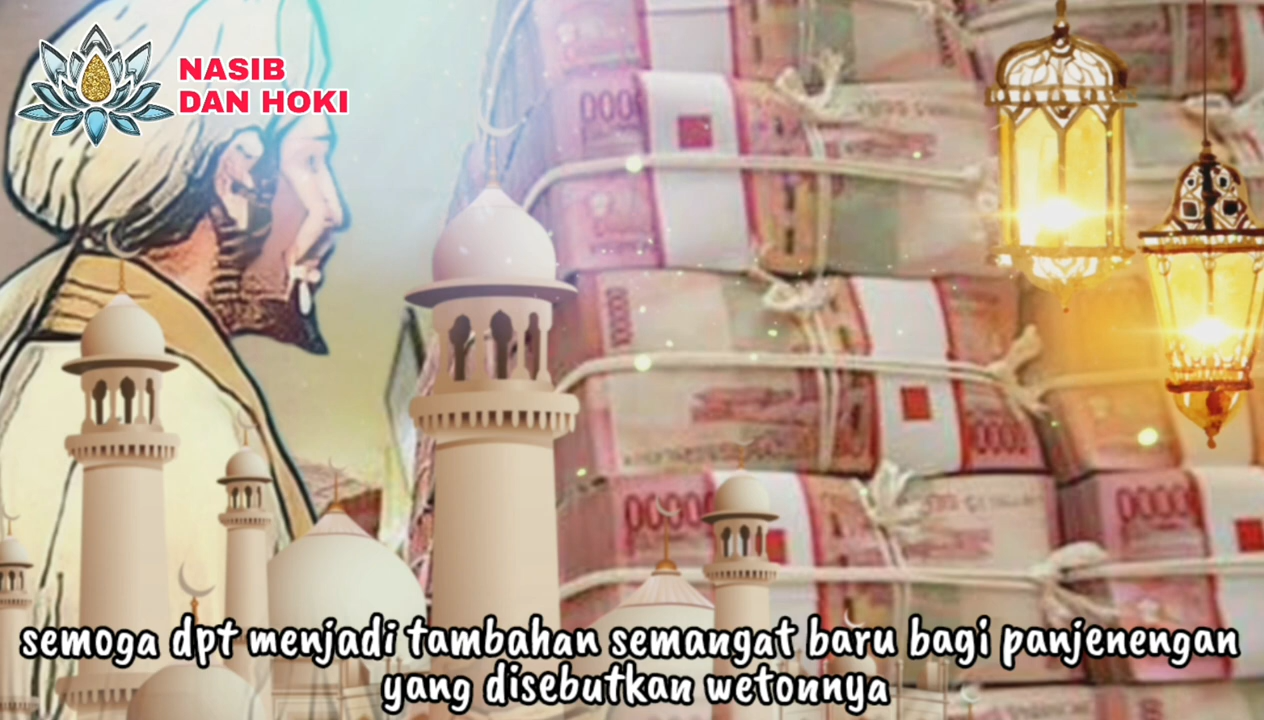 NASIB
DAN HOKI
semoga dpt menjadi tambahan semangat baru bagi panjenengan
yang disebutkan wetonnya